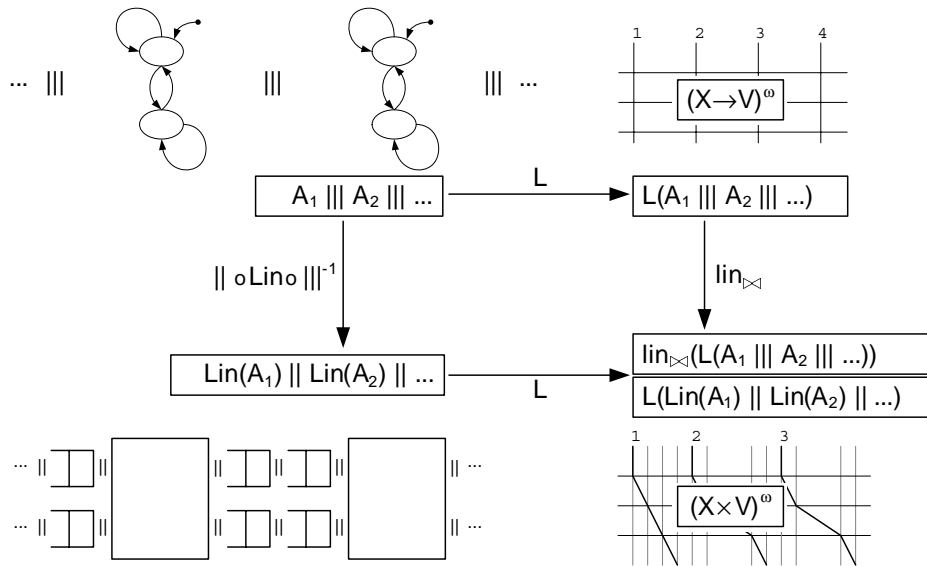 1 2 3 4
... ||| ||| ||| ...
(X→V)^ω
A₁ ||| A₂ ||| ...
L
L(A₁ ||| A₂ ||| ...)
|| o Lin o |||⁻¹
lin⋈
Lin(A₁) || Lin(A₂) || ...
L
lin⋈(L(A₁ ||| A₂ ||| ...))
L(Lin(A₁) || Lin(A₂) || ...)
1 2 3
... || || || || || ...
(X×V)^ω
... || || || || || ...